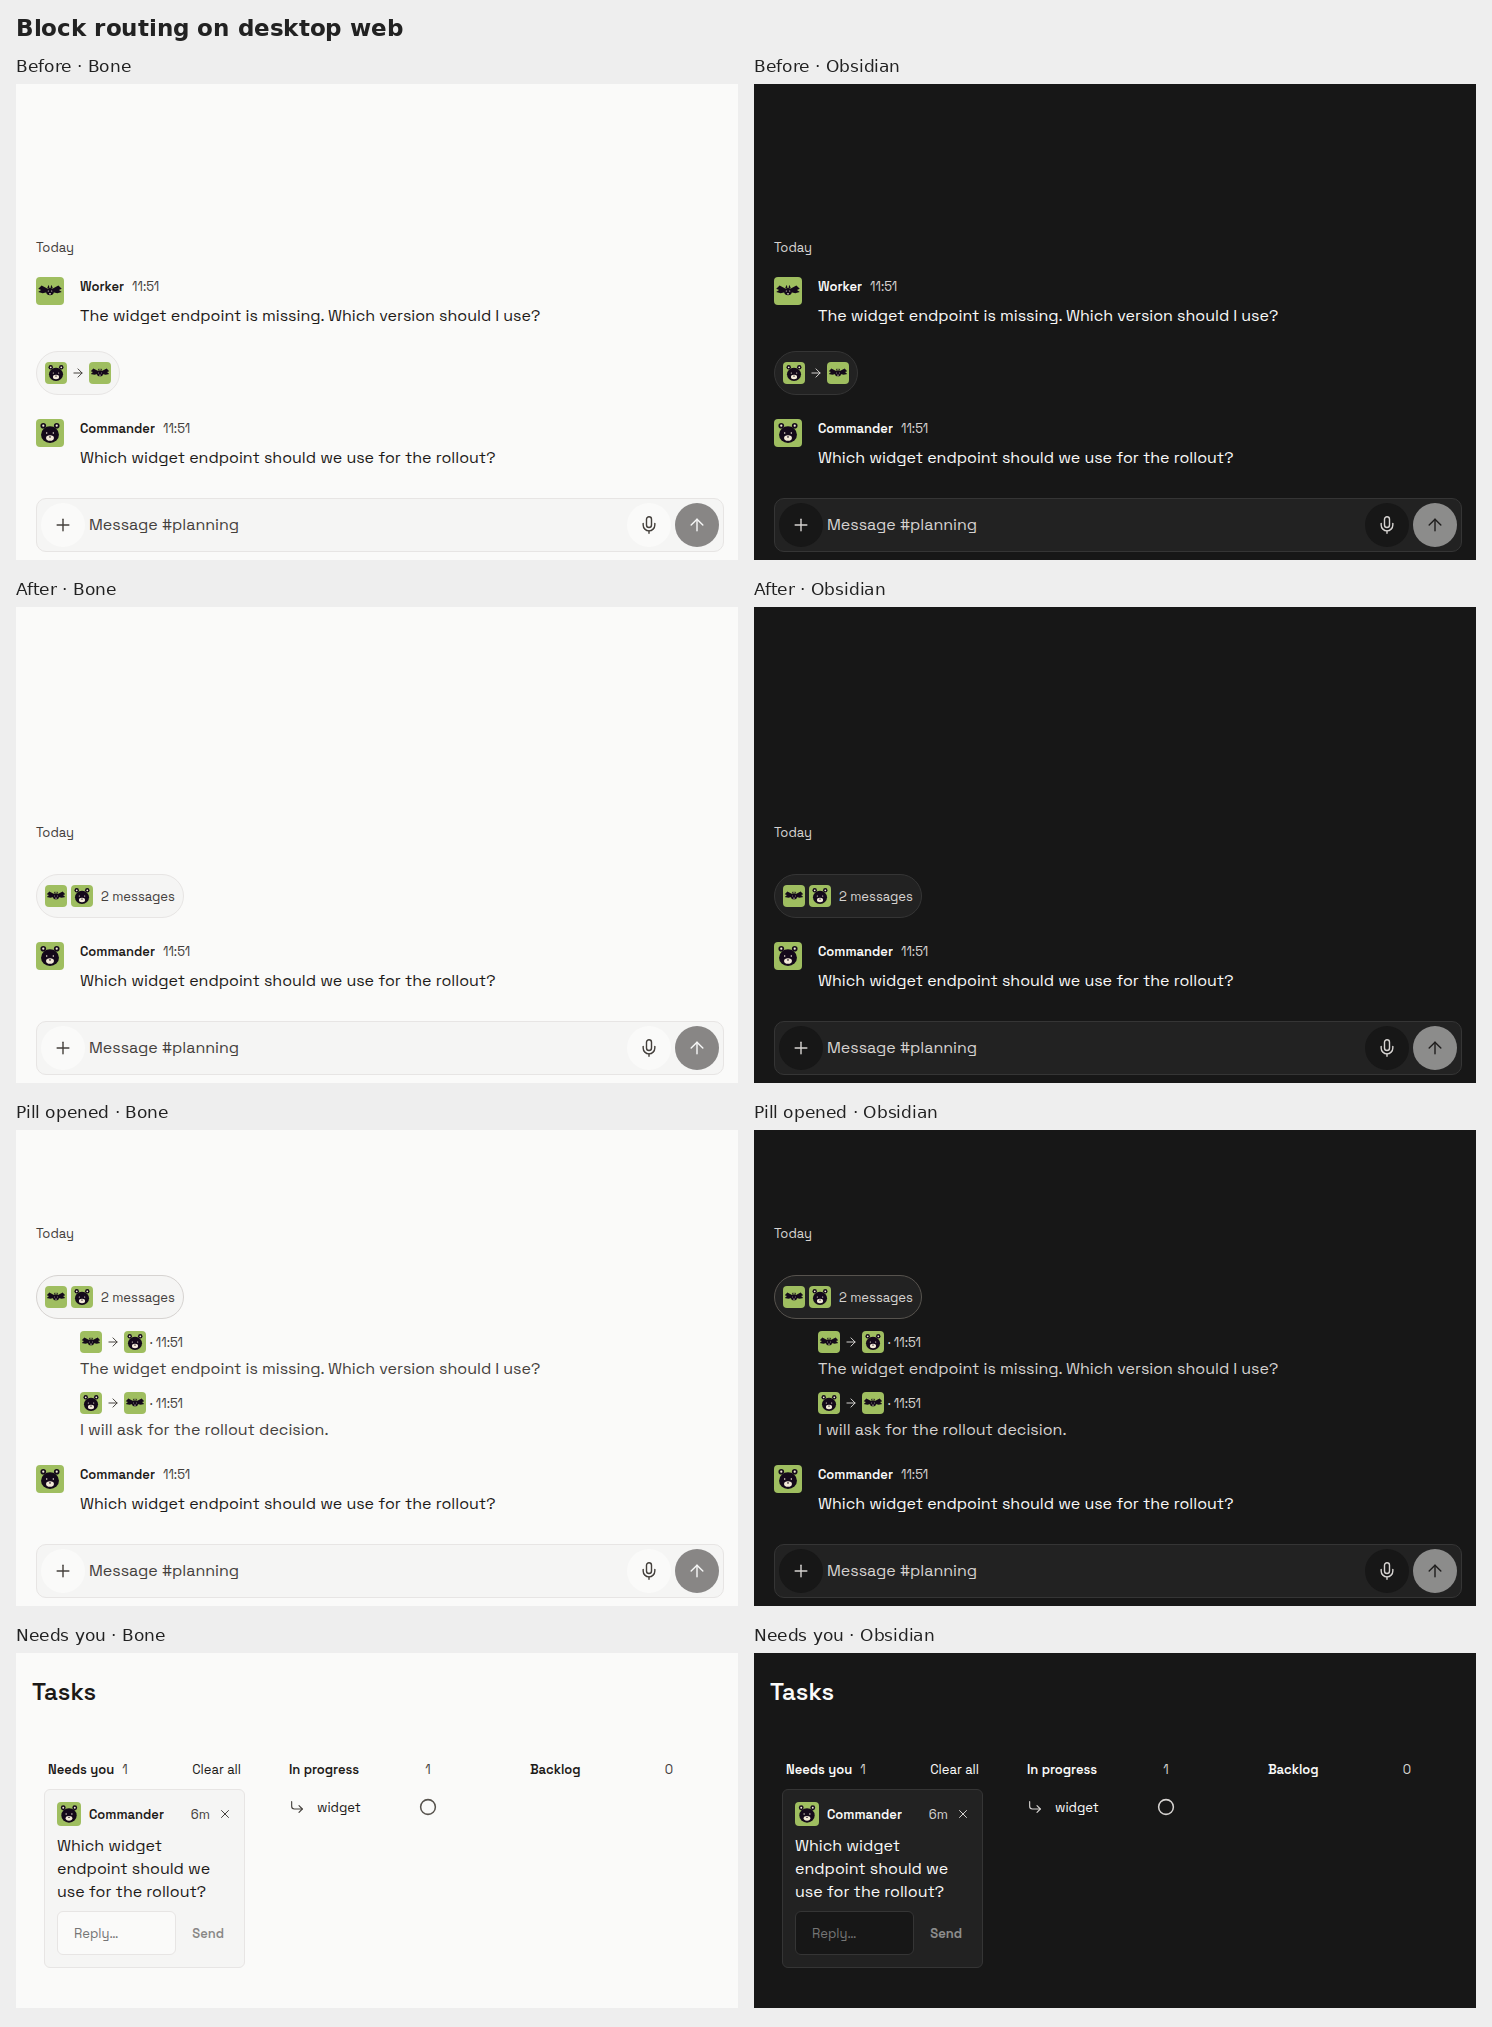 Block routing on desktop web
Before · Bone
Today
Worker 11:51
The widget endpoint is missing. Which version should I use?
Commander 11:51
Which widget endpoint should we use for the rollout?
Message #planning
Before · Obsidian
Today
Worker 11:51
The widget endpoint is missing. Which version should I use?
Commander 11:51
Which widget endpoint should we use for the rollout?
Message #planning
After · Bone
Today
2 messages
Commander 11:51
Which widget endpoint should we use for the rollout?
Message #planning
After · Obsidian
Today
2 messages
Commander 11:51
Which widget endpoint should we use for the rollout?
Message #planning
Pill opened · Bone
Today
2 messages
· 11:51
The widget endpoint is missing. Which version should I use?
· 11:51
I will ask for the rollout decision.
Commander 11:51
Which widget endpoint should we use for the rollout?
Message #planning
Pill opened · Obsidian
Today
2 messages
· 11:51
The widget endpoint is missing. Which version should I use?
· 11:51
I will ask for the rollout decision.
Commander 11:51
Which widget endpoint should we use for the rollout?
Message #planning
Needs you · Bone
Tasks
Needs you 1 Clear all In progress 1 Backlog 0
Commander 6m
widget
Which widget
endpoint should we
use for the rollout?
Reply... Send
Needs you · Obsidian
Tasks
Needs you 1 Clear all In progress 1 Backlog 0
Commander 6m
widget
Which widget
endpoint should we
use for the rollout?
Reply... Send